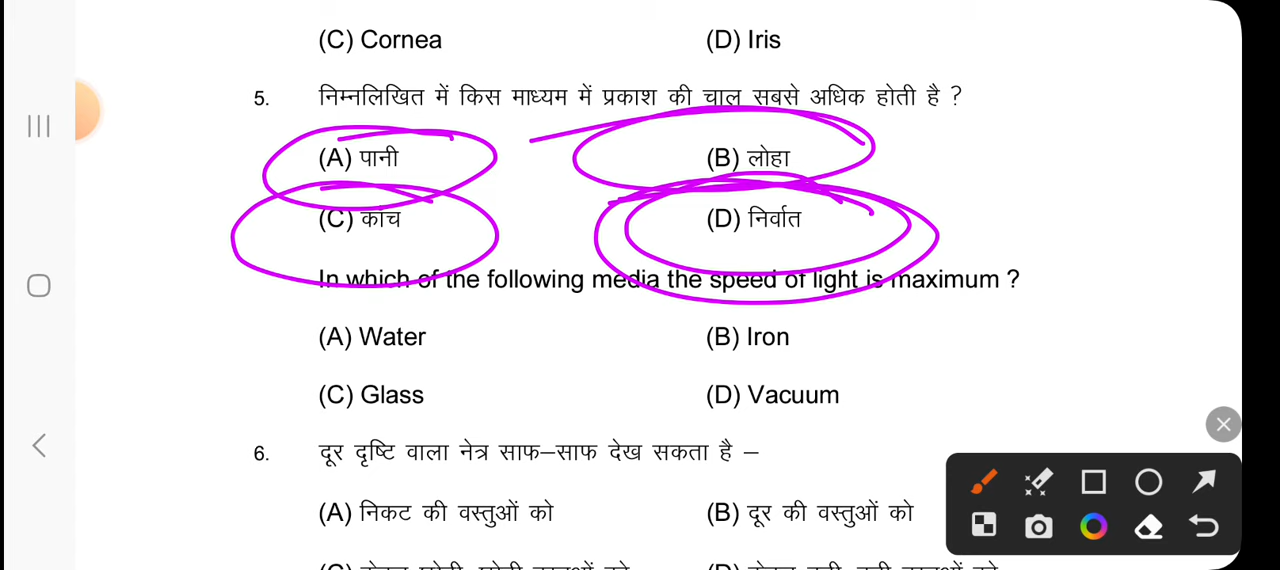 (C) Cornea (D) Iris
5. निम्नलिखित में किस माध्यम में प्रकाश की चाल सबसे अधिक होती है ?
(A) पानी (B) लोहा
(C) कांच (D) निर्वात
In which of the following media the speed of light is maximum ?
(A) Water (B) Iron
(C) Glass (D) Vacuum
6. दूर दृष्टि वाला नेत्र साफ–साफ देख सकता है –
(A) निकट की वस्तुओं को (B) दूर की वस्तुओं को